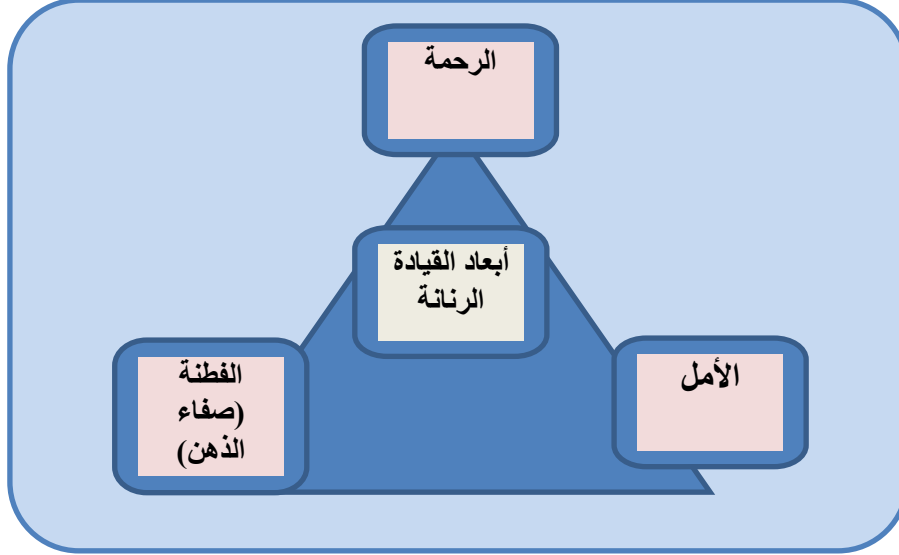 الرحمة
أبعاد القيادة
الرنانة
الأمل
الفطنة
(صفاء
الذهن)